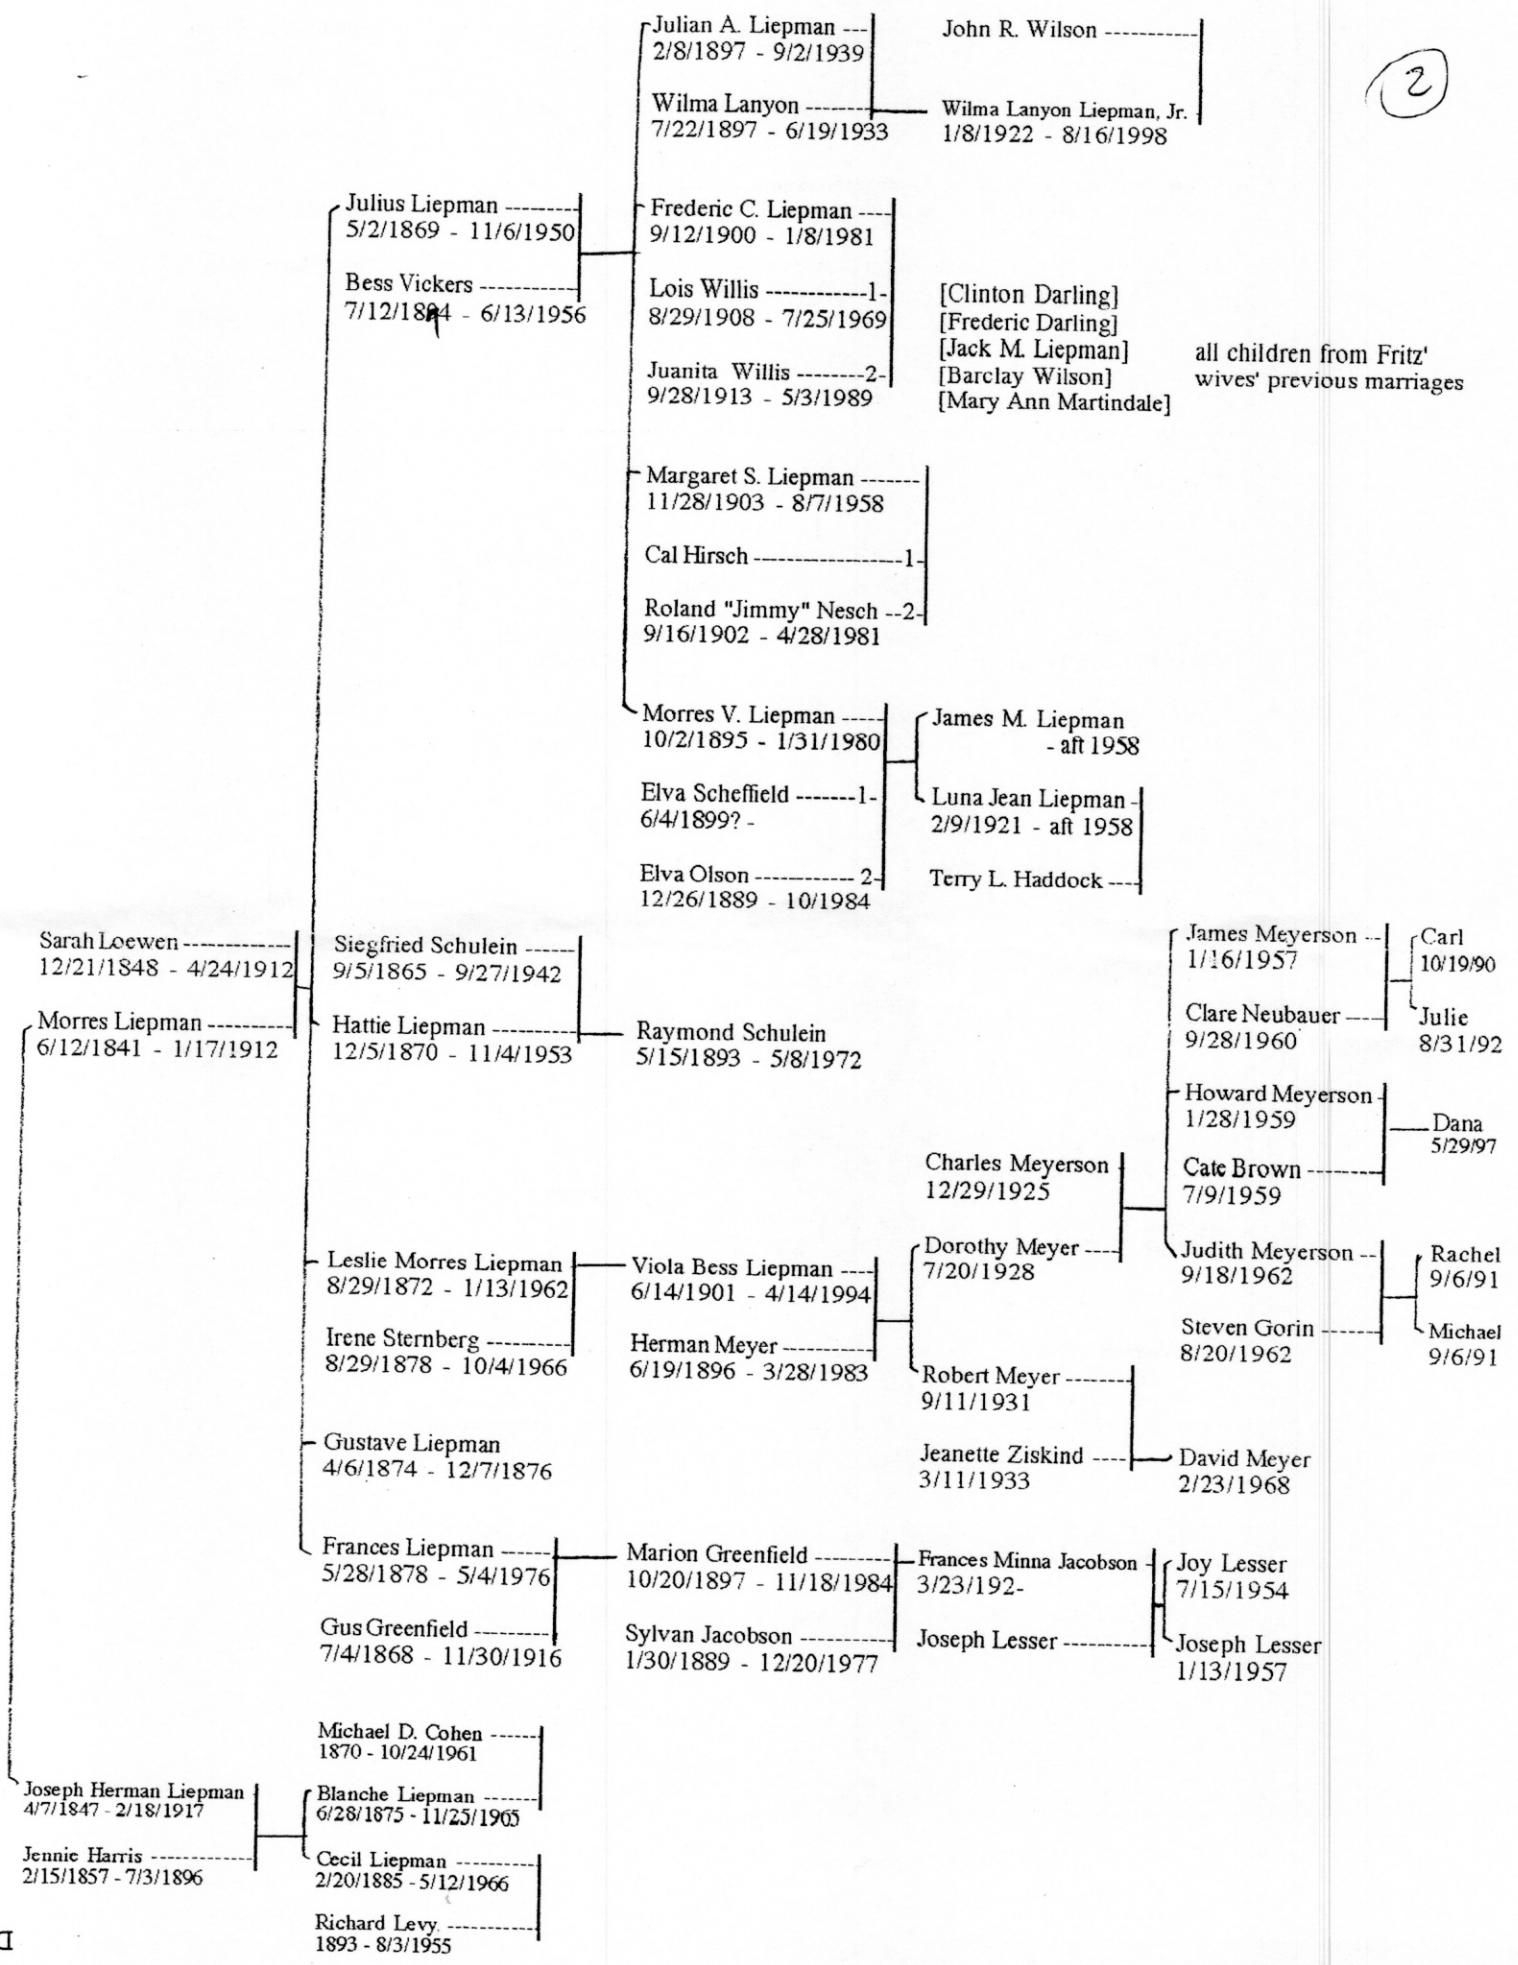 2
Julian A. Liepman ---
2/8/1897 - 9/2/1939
Wilma Lanyon -------
7/22/1897 - 6/19/1933
John R. Wilson -----------
Wilma Lanyon Liepman, Jr.
1/8/1922 - 8/16/1998
Julius Liepman --------
5/2/1869 - 11/6/1950
Bess Vickers -----------
7/12/18 4 - 6/13/1956
Frederic C. Liepman ----
9/12/1900 - 1/8/1981
Lois Willis ------------1-
8/29/1908 - 7/25/1969
Juanita Willis --------2-
9/28/1913 - 5/3/1989
[Clinton Darling]
[Frederic Darling]
[Jack M. Liepman]
[Barclay Wilson]
[Mary Ann Martindale]
all children from Fritz'
wives' previous marriages
Margaret S. Liepman -------
11/28/1903 - 8/7/1958
Cal Hirsch ------------------1-
Roland "Jimmy" Nesch --2-
9/16/1902 - 4/28/1981
Morres V. Liepman -----
10/2/1895 - 1/31/1980
Elva Scheffield -------1-
6/4/1899? -
Elva Olson ------------ 2-
12/26/1889 - 10/1984
James M. Liepman
- aft 1958
Luna Jean Liepman -
2/9/1921 - aft 1958
Terry L. Haddock ----
Sarah Loewen ------------
12/21/1848 - 4/24/1912
Morres Liepman ----------
6/12/1841 - 1/17/1912
Siegfried Schulein ------
9/5/1865 - 9/27/1942
Hattie Liepman ----------
12/5/1870 - 11/4/1953
Raymond Schulein
5/15/1893 - 5/8/1972
James Meyerson --
1/16/1957
Clare Neubauer ----
9/28/1960
Carl
10/19/90
Julie
8/31/92
Howard Meyerson -
1/28/1959
Cate Brown --------
7/9/1959
Dana
5/29/97
Charles Meyerson
12/29/1925
Dorothy Meyer ----
7/20/1928
Judith Meyerson --
9/18/1962
Steven Gorin ------
8/20/1962
Rachel
9/6/91
Michael
9/6/91
Leslie Morres Liepman
8/29/1872 - 1/13/1962
Irene Sternberg ---------
8/29/1878 - 10/4/1966
Viola Bess Liepman ----
6/14/1901 - 4/14/1994
Herman Meyer -----------
6/19/1896 - 3/28/1983
Robert Meyer --------
9/11/1931
Jeanette Ziskind ----
3/11/1933
David Meyer
2/23/1968
Gustave Liepman
4/6/1874 - 12/7/1876
Frances Liepman ------
5/28/1878 - 5/4/1976
Gus Greenfield ---------
7/4/1868 - 11/30/1916
Marion Greenfield ---------
10/20/1897 - 11/18/1984
Sylvan Jacobson ----------
1/30/1889 - 12/20/1977
Frances Minna Jacobson -
3/23/192-
Joseph Lesser ----------
Joy Lesser
7/15/1954
Joseph Lesser
1/13/1957
Michael D. Cohen ------
1870 - 10/24/1961
Joseph Herman Liepman
4/7/1847 - 2/18/1917
Jennie Harris -------------
2/15/1857 - 7/3/1896
Blanche Liepman -------
6/28/1875 - 11/25/1965
Cecil Liepman ----------
2/20/1885 - 5/12/1966
Richard Levy -----------
1893 - 8/3/1955